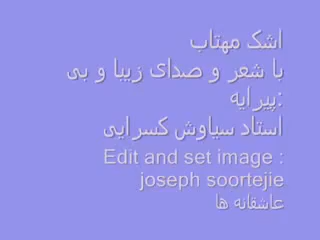 اشک مهتاب
با شعر و صدای زیبا و بی
پیرایه:
استاد سیاوش کسرایی
Edit and set image :
joseph soortejie
عاشقانه ها